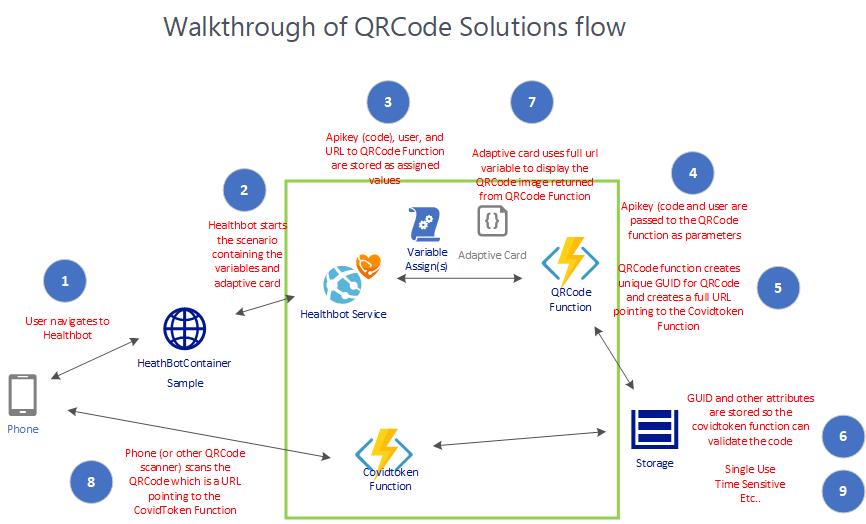 Walkthrough of QRCode Solutions flow
1
User navigates to
Healthbot
2
Healthbot starts
the scenario
containing the
variables and
adaptive card
3
Apikey (code), user, and
URL to QRCode Function
are stored as assigned
values
7
Adaptive card uses full url
variable to display the
QRCode image returned
from QRCode Function
4
Apikey (code and user are
passed to the QRCode
function as parameters
QRCode function creates
unique GUID for QRCode
and creates a full URL
pointing to the Covidtoken
Function
5
Variable
Assign(s)
Adaptive Card
QRCode
Function
Healthbot Service
HeathBotContainer
Sample
Phone
GUID and other attributes
are stored so the
covidtoken function can
validate the code
6
Storage
Single Use
Time Sensitive
Etc..
9
Covidtoken
Function
8
Phone (or other QRCode
scanner) scans the
QRCode which is a URL
pointing to the
CovidToken Function